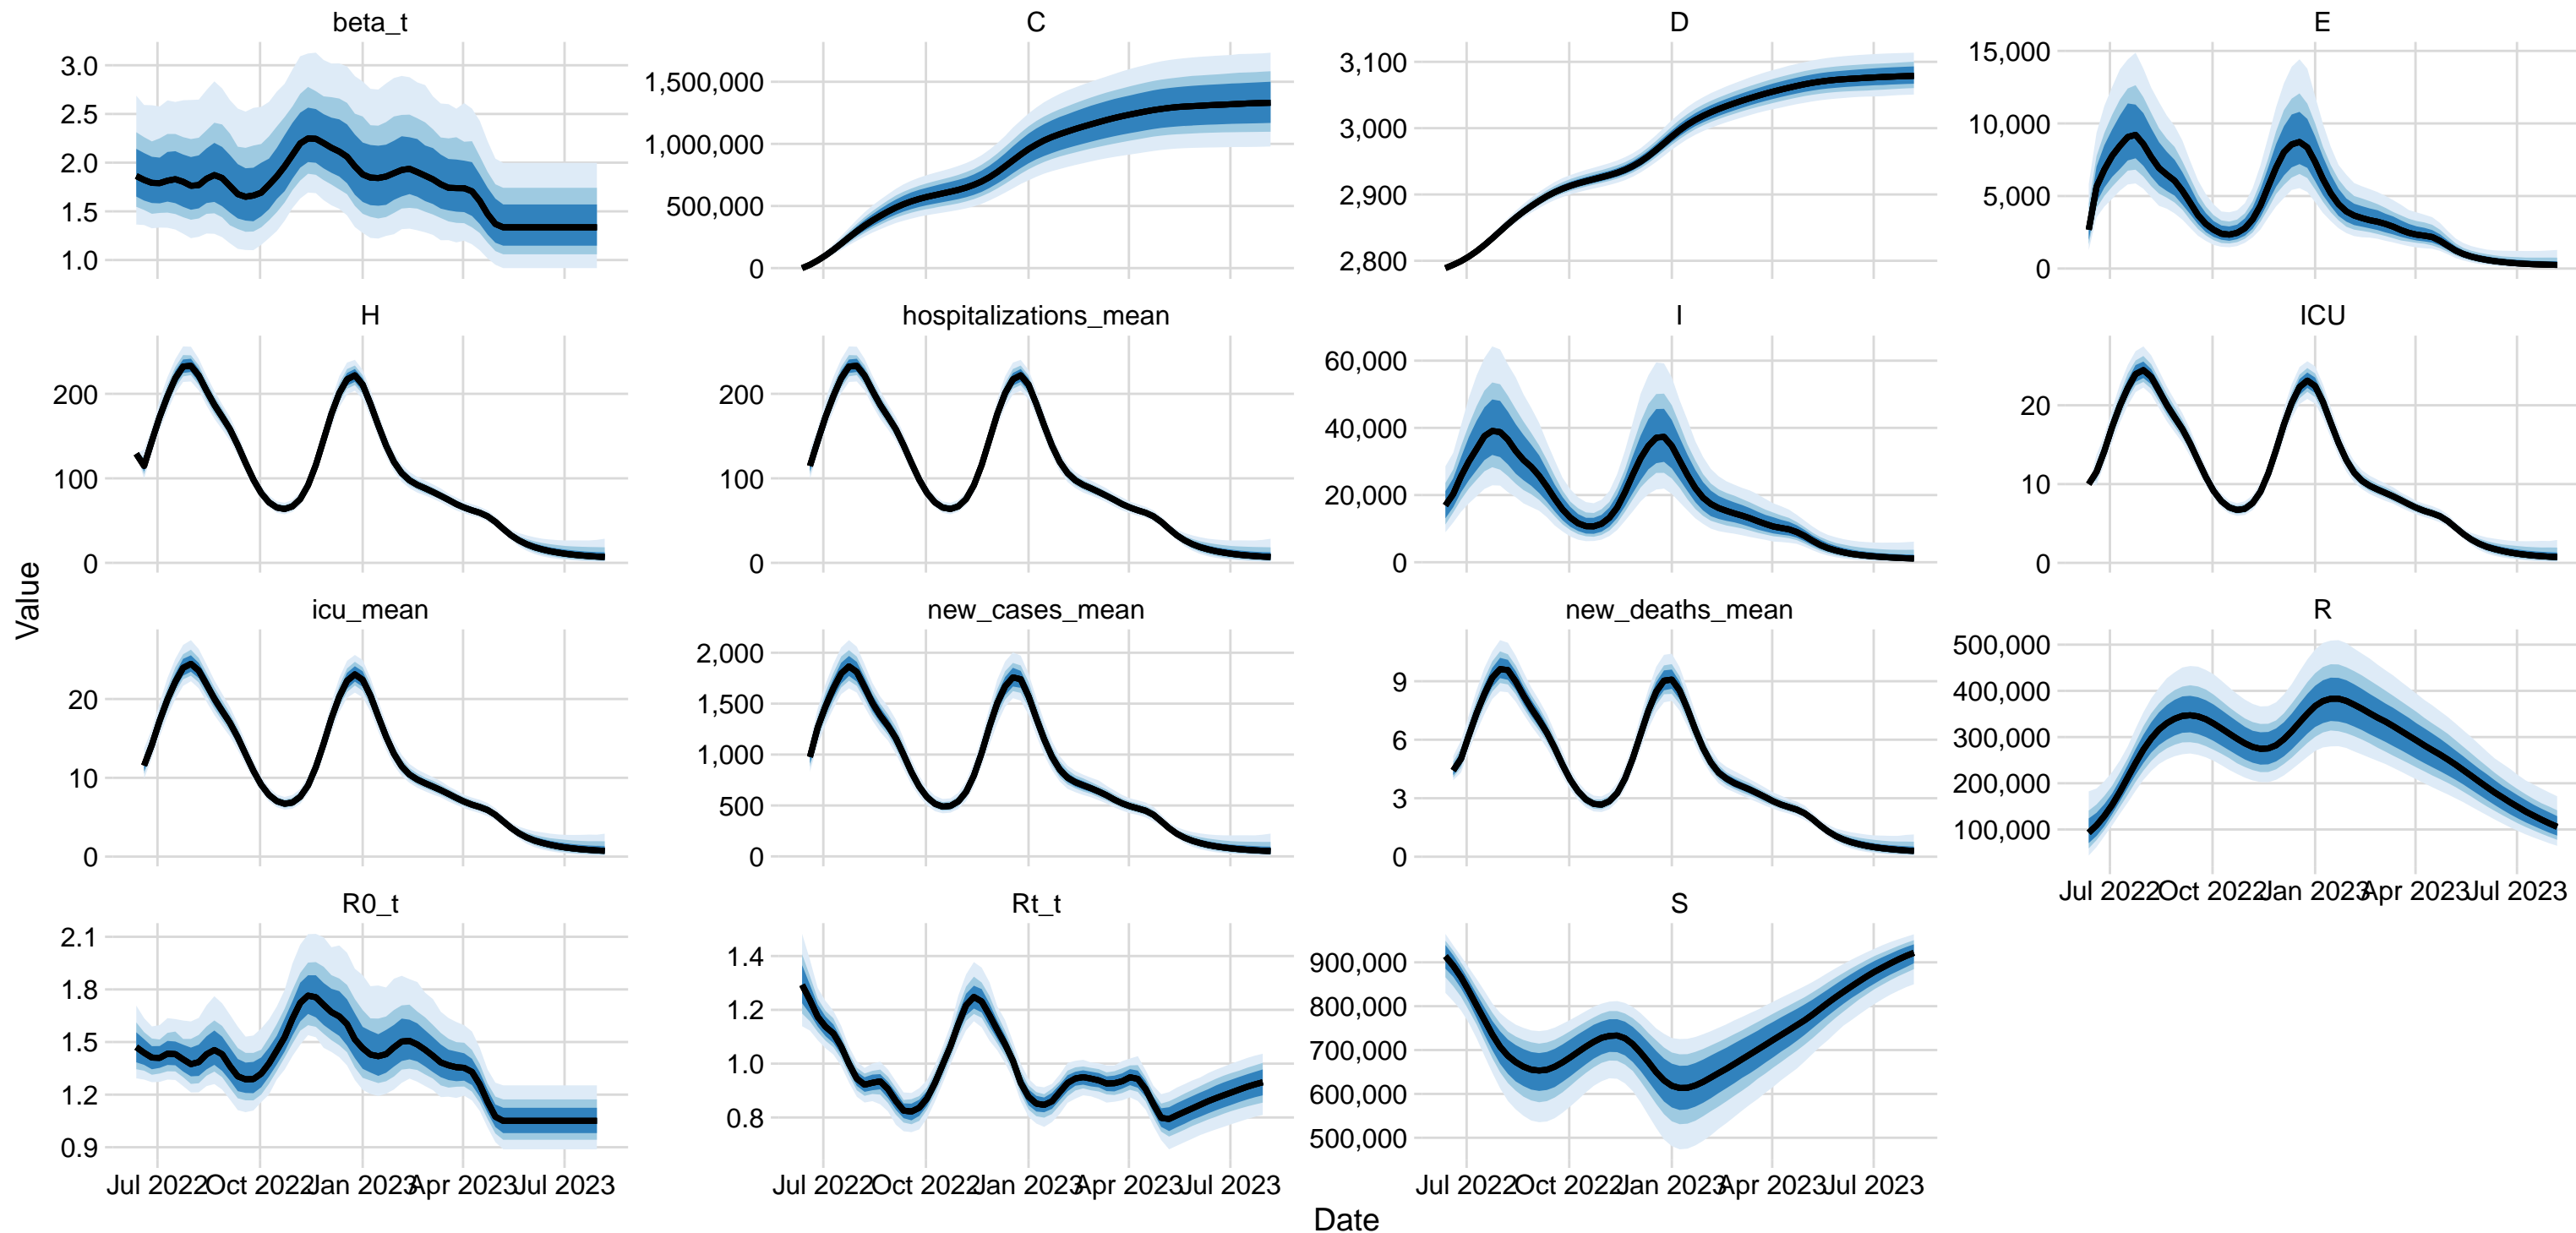 beta_t
C
D
E
3.0
2.5
2.0
1.5
1.0
1,500,000
1,000,000
500,000
0
3,100
3,000
2,900
2,800
15,000
10,000
5,000
0
H
hospitalizations_mean
I
ICU
200
100
0
200
100
0
60,000
40,000
20,000
0
20
10
0
Value
icu_mean
new_cases_mean
new_deaths_mean
R
20
10
0
2,000
1,500
1,000
500
0
9
6
3
0
500,000
400,000
300,000
200,000
100,000
Jul 2022 Oct 2022 Jan 2023 Apr 2023 Jul 2023
R0_t
Rt_t
S
2.1
1.8
1.5
1.2
0.9
1.4
1.2
1.0
0.8
900,000
800,000
700,000
600,000
500,000
Jul 2022 Oct 2022 Jan 2023 Apr 2023 Jul 2023
Jul 2022 Oct 2022 Jan 2023 Apr 2023 Jul 2023
Jul 2022 Oct 2022 Jan 2023 Apr 2023 Jul 2023
Date